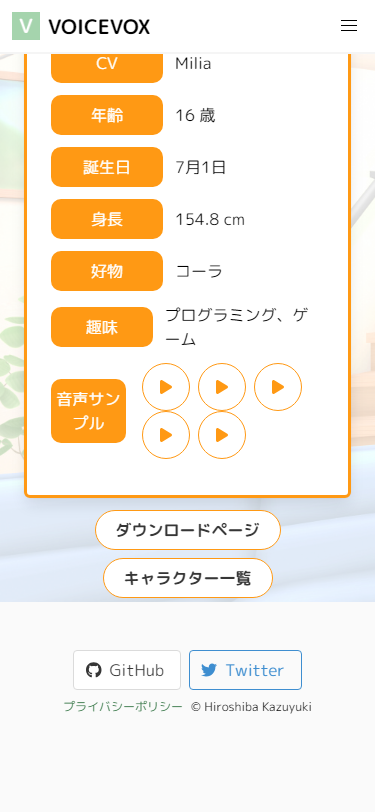 V VOICEVOX
CV Milia
年齢 16 歳
誕生日 7月1日
身長 154.8 cm
好物 コーラ
趣味 プログラミング、ゲ
ーム
音声サン
プル
ダウンロードページ
キャラクター一覧
GitHub Twitter
プライバシーポリシー © Hiroshiba Kazuyuki